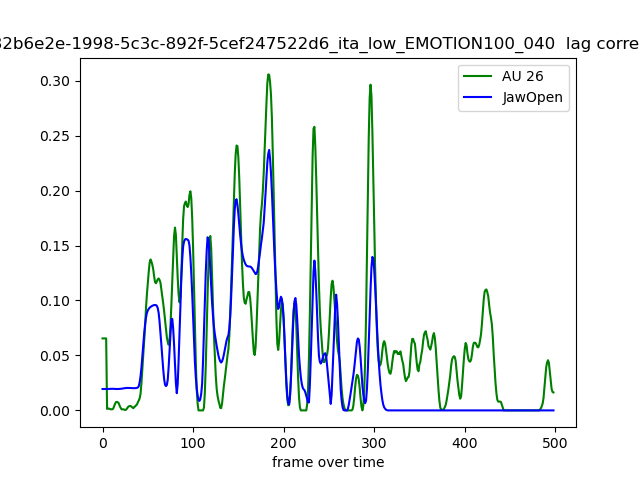 32b6e2e-1998-5c3c-892f-5cef247522d6_ita_low_EMOTION100_040 lag corre
AU 26
JawOpen
0.30
0.25
0.20
0.15
0.10
0.05
0.00
0 100 200 300 400 500
frame over time